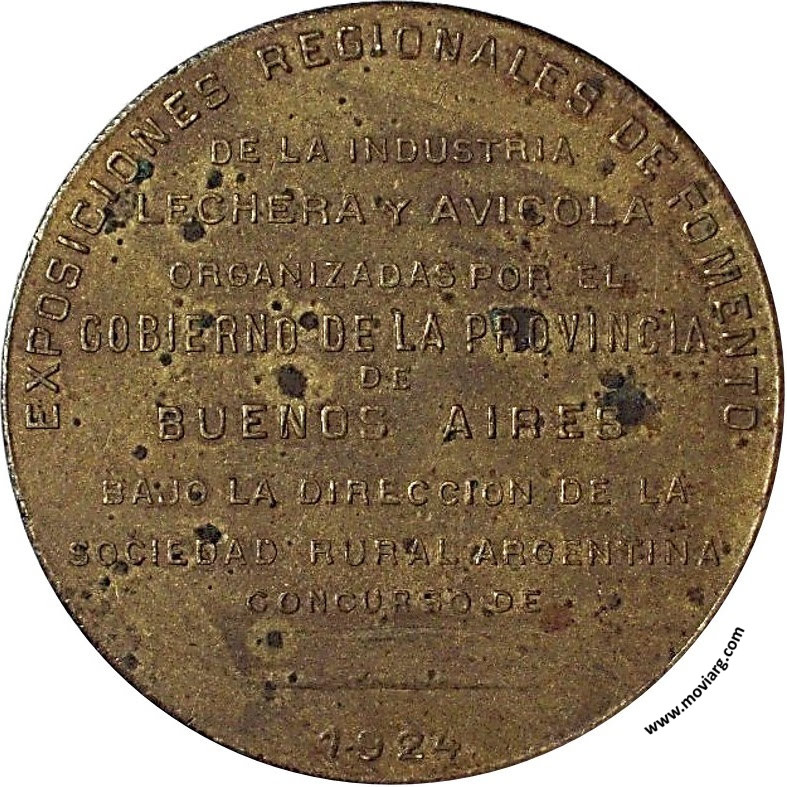 EXPOSICIONES REGIONALES DE FOMENTO
DE LA INDUSTRIA
LECHERA Y AVICOLA
ORGANIZADAS POR EL
GOBIERNO DE LA PROVINCIA
DE
BUENOS AIRES
BAJO LA DIRECCION DE LA
SOCIEDAD RURAL ARGENTINA
CONCURSO DE
1924
www.moviarg.com